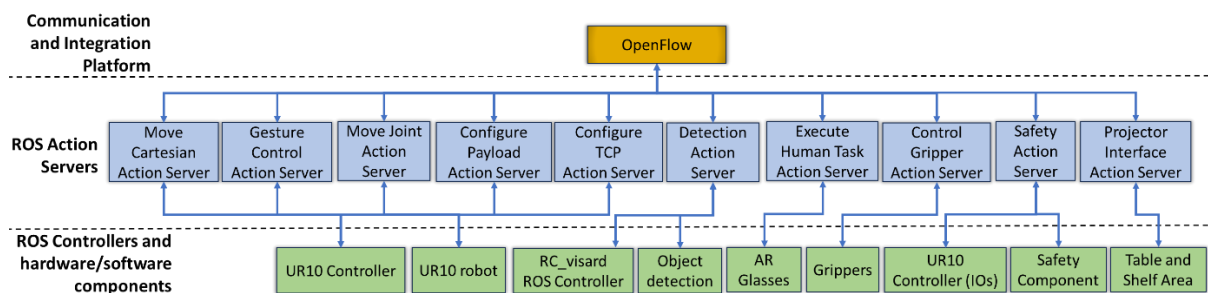 Communication
and Integration
Platform
OpenFlow
ROS Action
Servers
Move
Cartesian
Action Server
Gesture
Control
Action Server
Move Joint
Action
Server
Configure
Payload
Action Server
Configure
TCP
Action Server
Detection
Action
Server
Execute
Human Task
Action Server
Control
Gripper
Action Server
Safety
Action
Server
Projector
Interface
Action Server
ROS Controllers and
hardware/software
components
UR10 Controller
UR10 robot
RC_visard
ROS Controller
Object
detection
AR
Glasses
Grippers
UR10
Controller (IOs)
Safety
Component
Table and
Shelf Area